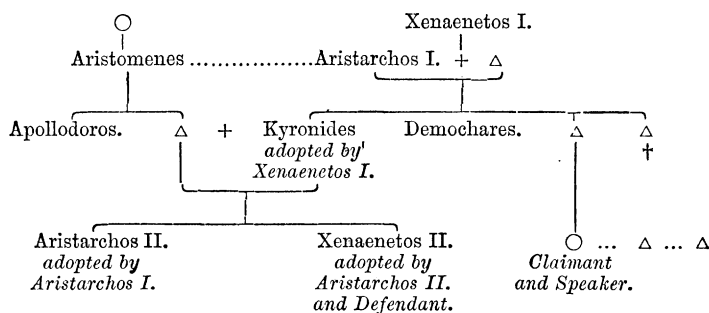 Xenaenetos I.
Aristomenes ................. Aristarchos I. + △
Apollodoros. △ + Kyronides Demochares. △ △
adopted by' †
Xenaenetos I.
Aristarchos II. Xenaenetos II. ○ ... △ ... △
adopted by adopted by Claimant
Aristarchos I. Aristarchos II. and Speaker.
and Defendant.